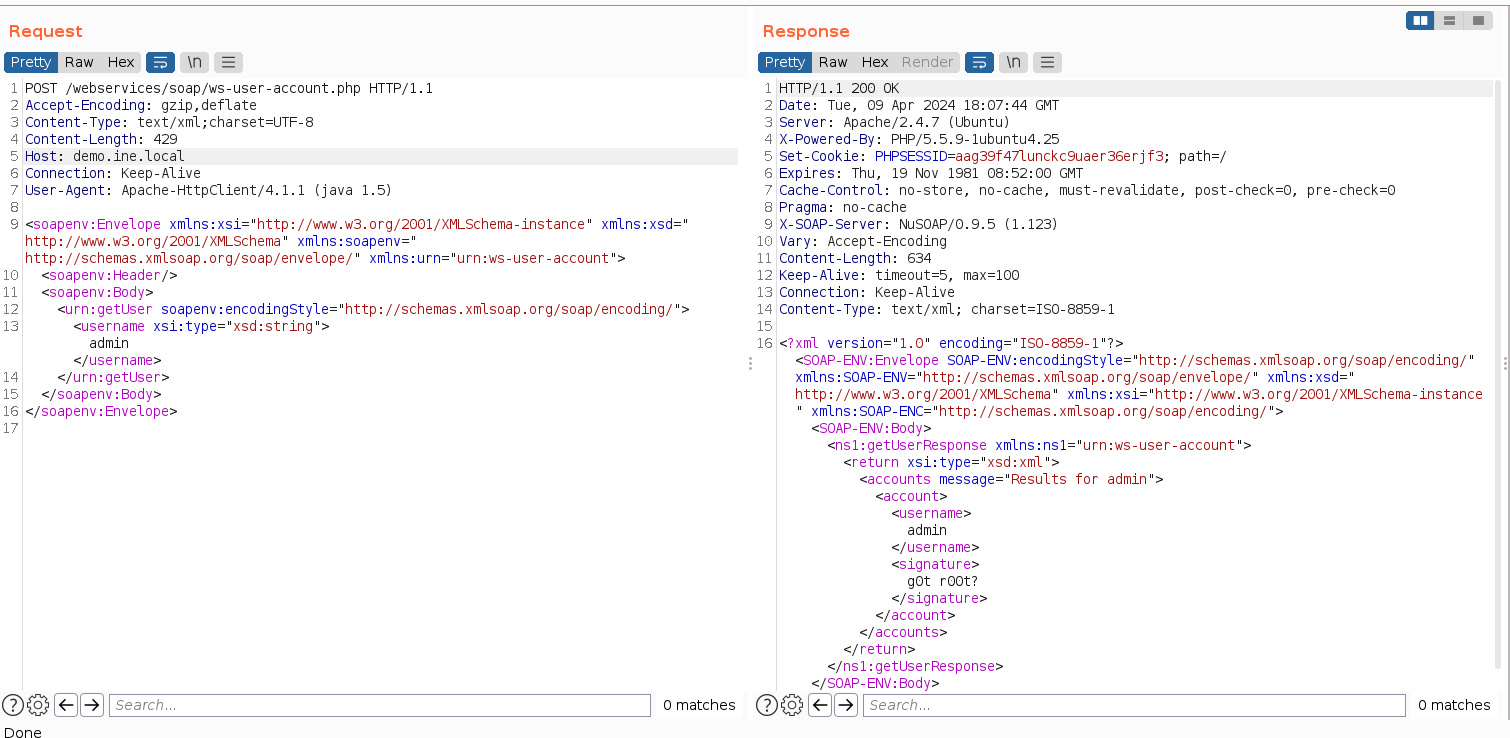 Request
Pretty Raw Hex \n
1 POST /webservices/soap/ws-user-account.php HTTP/1.1
2 Accept-Encoding: gzip,deflate
3 Content-Type: text/xml;charset=UTF-8
4 Content-Length: 429
5 Host: demo.ine.local
6 Connection: Keep-Alive
7 User-Agent: Apache-HttpClient/4.1.1 (java 1.5)
8
9 <soapenv:Envelope xmlns:xsi="http://www.w3.org/2001/XMLSchema-instance" xmlns:xsd="
http://www.w3.org/2001/XMLSchema" xmlns:soapenv="
http://schemas.xmlsoap.org/soap/envelope/" xmlns:urn="urn:ws-user-account">
10 <soapenv:Header/>
11 <soapenv:Body>
12 <urn:getUser soapenv:encodingStyle="http://schemas.xmlsoap.org/soap/encoding/">
13 <username xsi:type="xsd:string">
admin
</username>
14 </urn:getUser>
15 </soapenv:Body>
16 </soapenv:Envelope>
17
Search...
0 matches
Response
Pretty Raw Hex Render \n
1 HTTP/1.1 200 OK
2 Date: Tue, 09 Apr 2024 18:07:44 GMT
3 Server: Apache/2.4.7 (Ubuntu)
4 X-Powered-By: PHP/5.5.9-1ubuntu4.25
5 Set-Cookie: PHPSESSID=aag39f47lunckc9uaer36erjf3; path=/
6 Expires: Thu, 19 Nov 1981 08:52:00 GMT
7 Cache-Control: no-store, no-cache, must-revalidate, post-check=0, pre-check=0
8 Pragma: no-cache
9 X-SOAP-Server: NuSOAP/0.9.5 (1.123)
10 Vary: Accept-Encoding
11 Content-Length: 634
12 Keep-Alive: timeout=5, max=100
13 Connection: Keep-Alive
14 Content-Type: text/xml; charset=ISO-8859-1
15
16 <?xml version="1.0" encoding="ISO-8859-1"?>
<SOAP-ENV:Envelope SOAP-ENV:encodingStyle="http://schemas.xmlsoap.org/soap/encoding/"
xmlns:SOAP-ENV="http://schemas.xmlsoap.org/soap/envelope/" xmlns:xsd="
http://www.w3.org/2001/XMLSchema" xmlns:xsi="http://www.w3.org/2001/XMLSchema-instance
" xmlns:SOAP-ENC="http://schemas.xmlsoap.org/soap/encoding/">
<SOAP-ENV:Body>
<ns1:getUserResponse xmlns:ns1="urn:ws-user-account">
<return xsi:type="xsd:xml">
<accounts message="Results for admin">
<account>
<username>
admin
</username>
<signature>
g0t r00t?
</signature>
</account>
</accounts>
</return>
</ns1:getUserResponse>
</SOAP-ENV:Body>
Search...
0 matches
Done